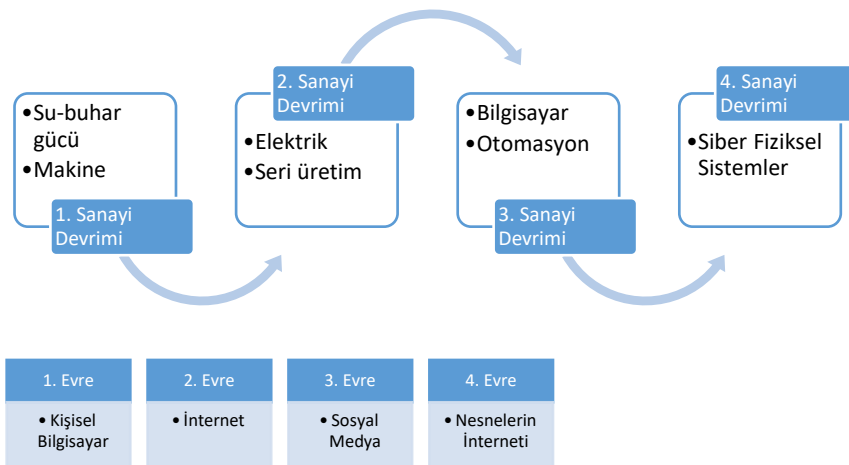 •Su-buhar
gücü
•Makine
1. Sanayi
Devrimi
2. Sanayi
Devrimi
•Elektrik
•Seri üretim
•Bilgisayar
•Otomasyon
3. Sanayi
Devrimi
4. Sanayi
Devrimi
•Siber Fiziksel
Sistemler
1. Evre
• Kişisel
Bilgisayar
2. Evre
• İnternet
3. Evre
• Sosyal
Medya
4. Evre
• Nesnelerin
İnterneti